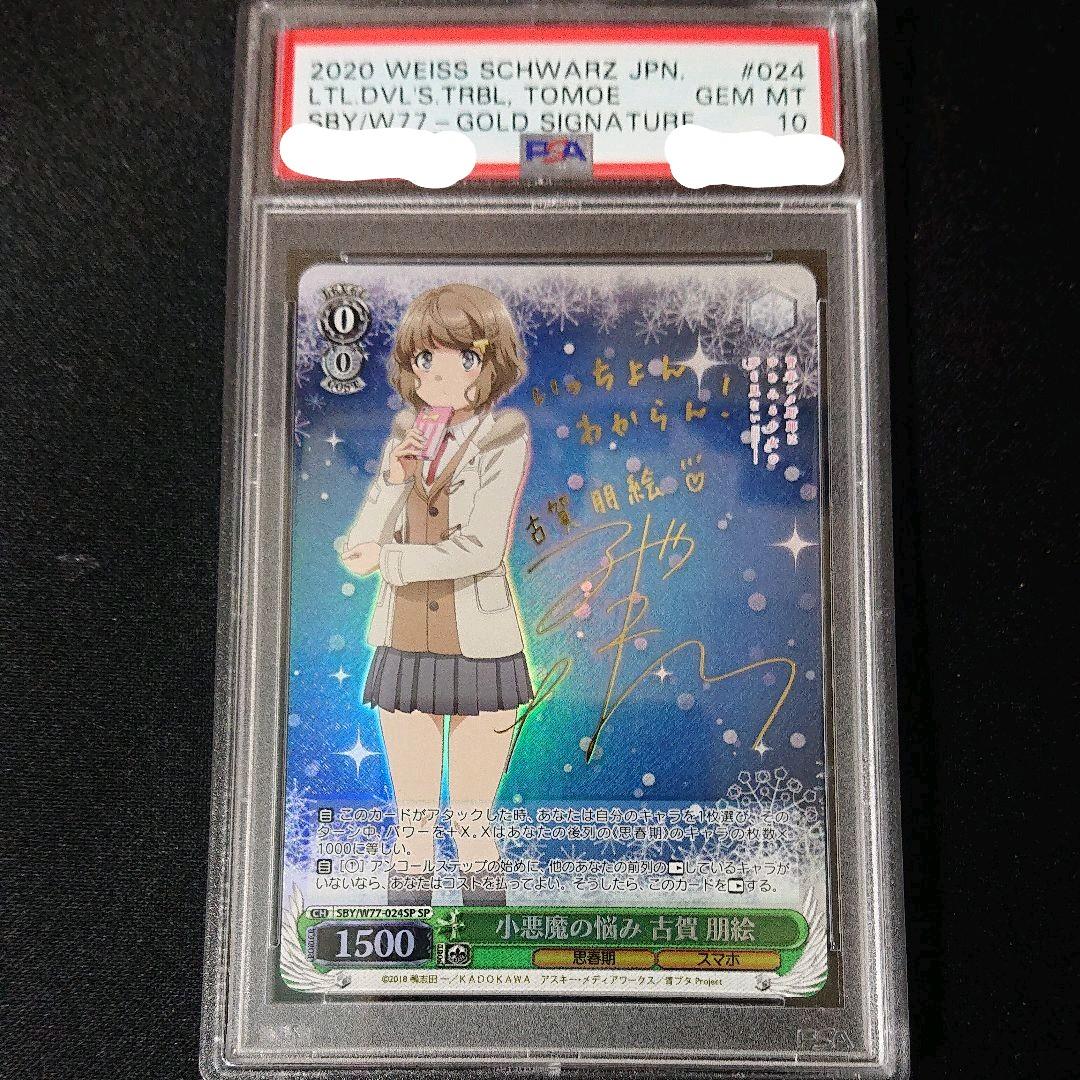 2020 WEISS SCHWARZ JPN. #024
LTL.DVL'S.TRBL, TOMOE GEM MT
SBY/W77-GOLD SIGNATURE 10
PSA
LEVEL
0
0
COST
いっちょん
わからん!
古賀 朋絵
自 このカードがアタックした時、あなたは自分のキャラを1枚選び、その
ターン中、パワーを+X。Xはあなたの後列の《思春期》のキャラの枚数×
1000に等しい。
自 [①] アンコールステップの始めに、他のあなたの前列の しているキャラが
いないなら、あなたはコストを払ってよい。そうしたら、このカードを する。
CH SBY/W77-024SP SP
1500
小悪魔の悩み 古賀 朋絵
思春期 スマホ
©2018 鴨志田 一/KADOKAWA アスキー・メディアワークス/青ブタ Project
PSA